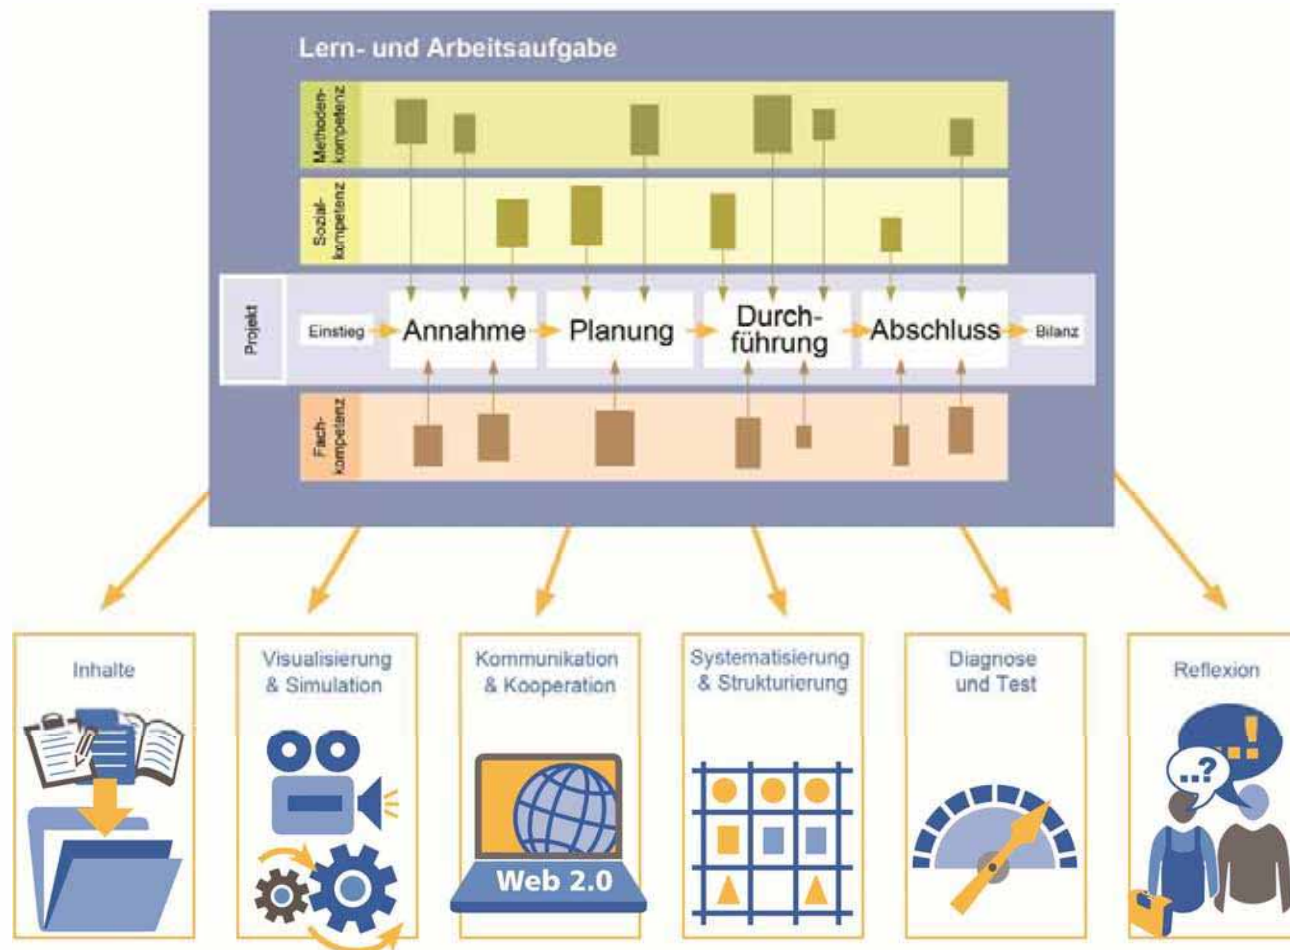 Lern- und Arbeitsaufgabe
Methoden-
kompetenz
Sozial-
kompetenz
Projekt
Einstieg
Annahme
Planung
Durch-
führung
Abschluss
Bilanz
Fach-
kompetenz
Inhalte
Visualisierung
& Simulation
Kommunikation
& Kooperation
Systematisierung
& Strukturierung
Diagnose
und Test
Reflexion
Web 2.0
...?
...!